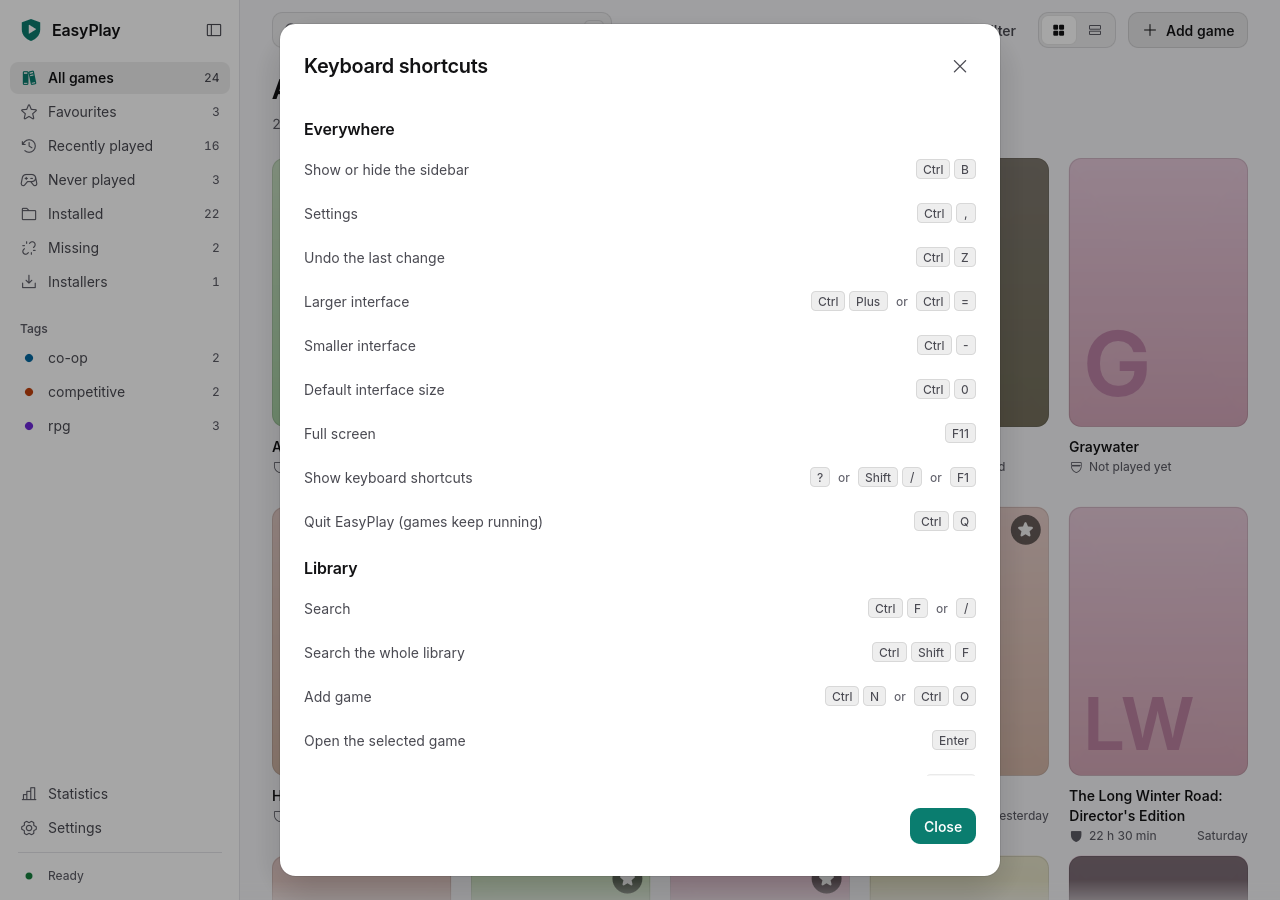 EasyPlay
All games 24
Favourites 3
Recently played 16
Never played 3
Installed 22
Missing 2
Installers 1
Tags
co-op 2
competitive 2
rpg 3
Statistics
Settings
Ready
Add game
Keyboard shortcuts
Everywhere
Show or hide the sidebar Ctrl B
Settings Ctrl ,
Undo the last change Ctrl Z
Larger interface Ctrl Plus or Ctrl =
Smaller interface Ctrl -
Default interface size Ctrl 0
Full screen F11
Show keyboard shortcuts ? or Shift / or F1
Quit EasyPlay (games keep running) Ctrl Q
Library
Search Ctrl F or /
Search the whole library Ctrl Shift F
Add game Ctrl N or Ctrl O
Open the selected game Enter
Close
G
Graywater
Not played yet
LW
The Long Winter Road:
Director's Edition
22 h 30 min Saturday